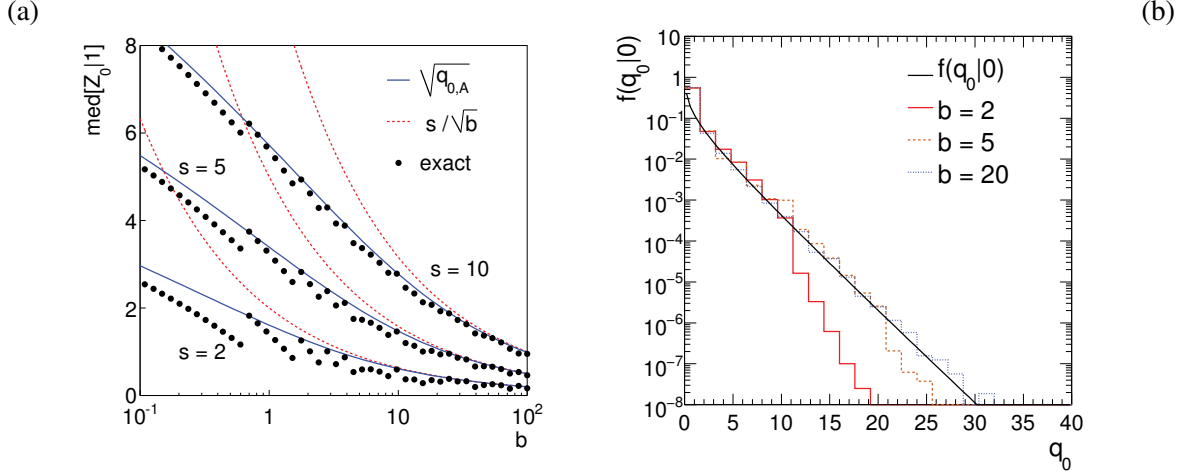 (a)
med[Z₀|1]
8
6
4
2
0
√q₀,A
s / √b
exact
s = 5
s = 10
s = 2
10⁻¹
1
10
10²
b
(b)
f(q₀|0)
10
1
10⁻¹
10⁻²
10⁻³
10⁻⁴
10⁻⁵
10⁻⁶
10⁻⁷
10⁻⁸
f(q₀|0)
b = 2
b = 5
b = 20
0 5 10 15 20 25 30 35 40
q₀